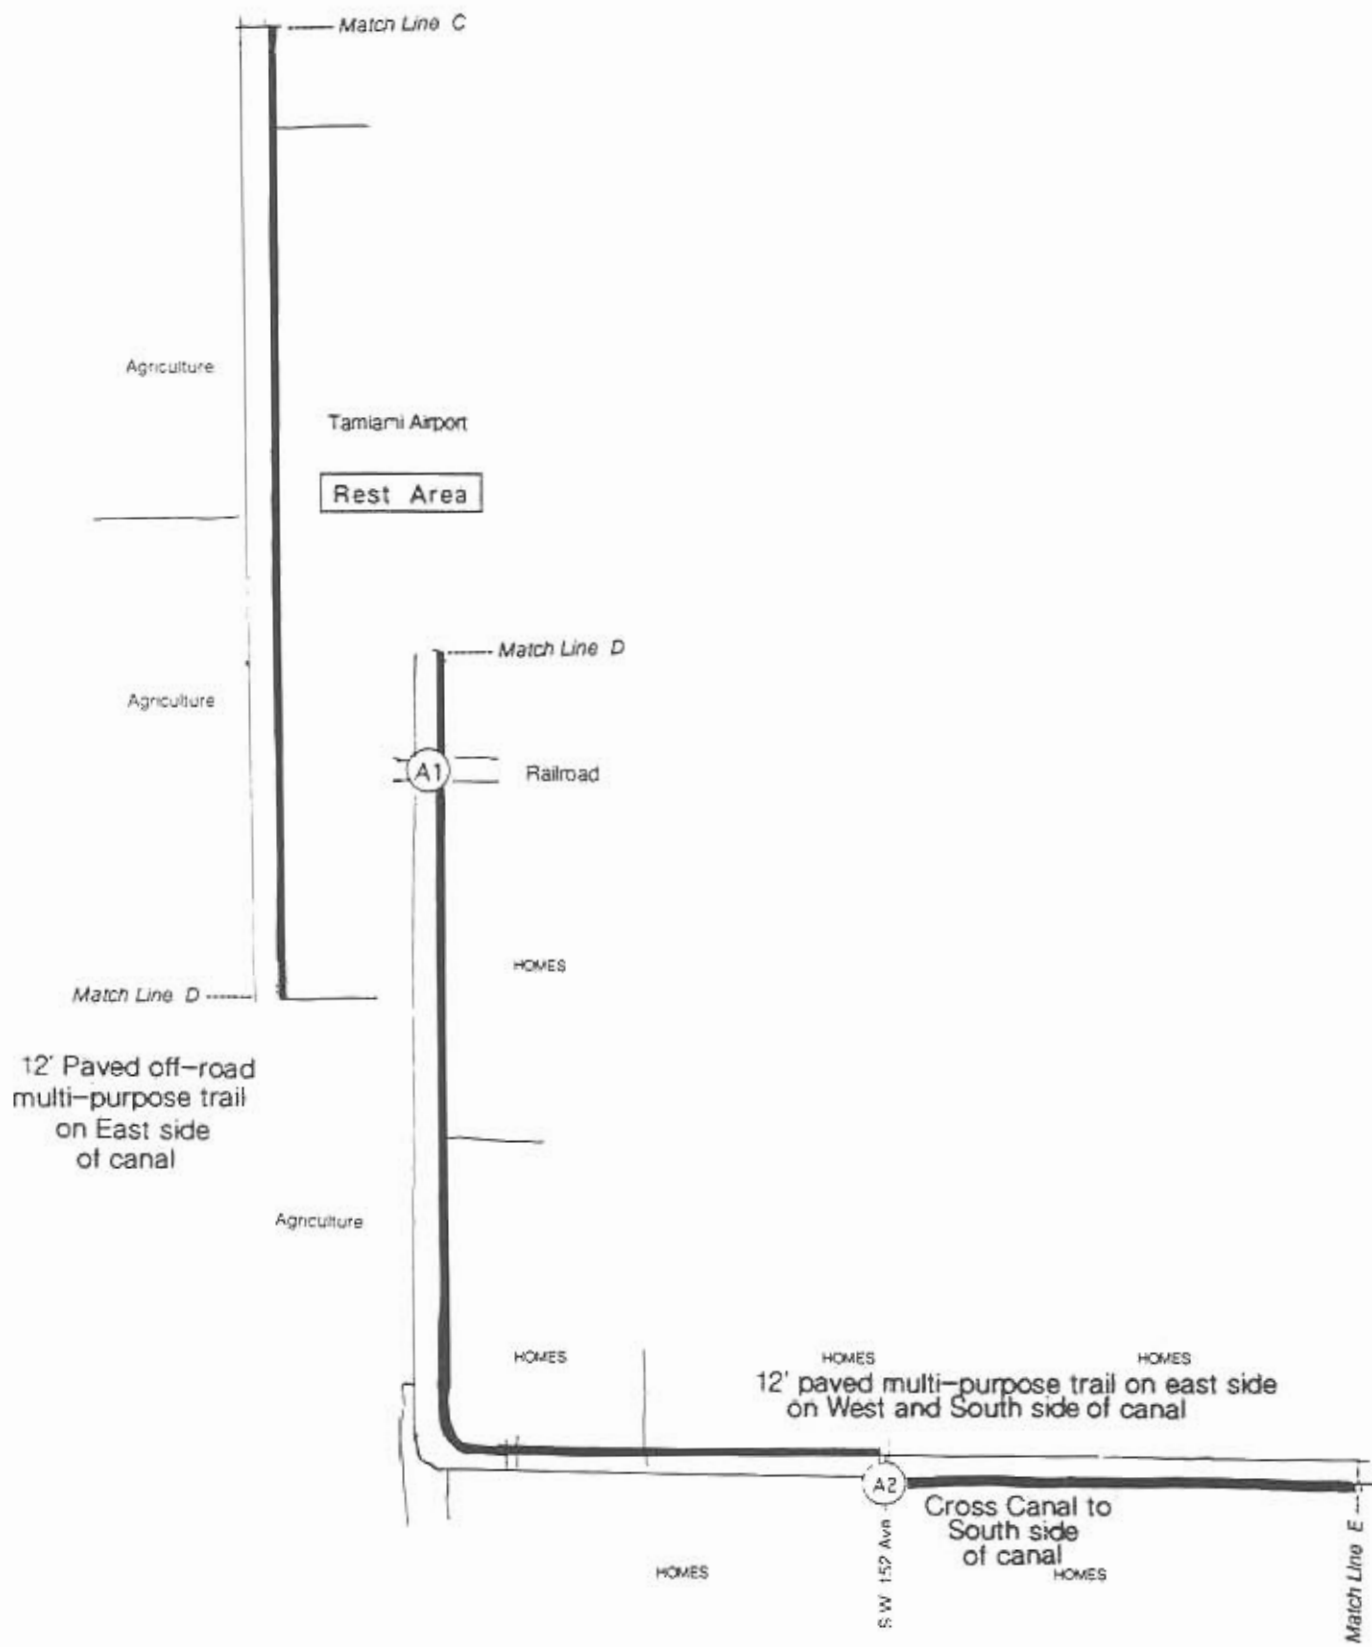 Match Line C
Agriculture
Tamiami Airport
Rest Area
Match Line D
Agriculture
A1
Railroad
HOMES
Match Line D
12' Paved off-road
multi-purpose trail
on East side
of canal
Agriculture
HOMES
HOMES
HOMES
12' paved multi-purpose trail on east side
on West and South side of canal
A2
Cross Canal to
South side
of canal
SW 152 Ave
HOMES
HOMES
Match Line E